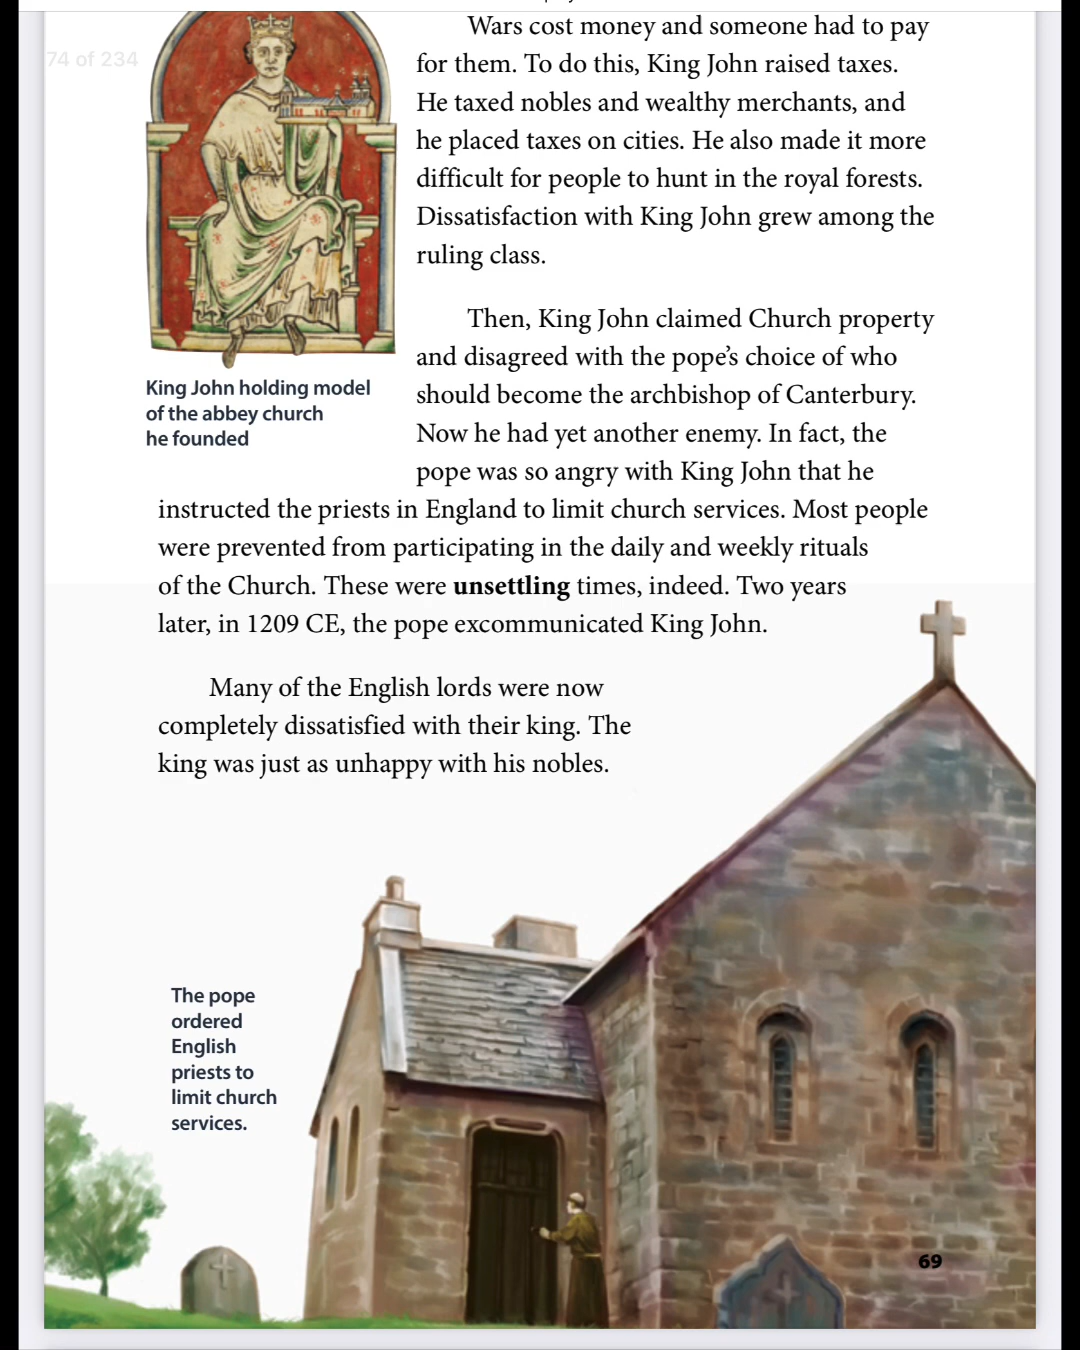 74 of 234
Wars cost money and someone had to pay
for them. To do this, King John raised taxes.
He taxed nobles and wealthy merchants, and
he placed taxes on cities. He also made it more
difficult for people to hunt in the royal forests.
Dissatisfaction with King John grew among the
ruling class.
Then, King John claimed Church property
and disagreed with the pope’s choice of who
should become the archbishop of Canterbury.
Now he had yet another enemy. In fact, the
pope was so angry with King John that he
instructed the priests in England to limit church services. Most people
were prevented from participating in the daily and weekly rituals
of the Church. These were unsettling times, indeed. Two years
later, in 1209 CE, the pope excommunicated King John.
King John holding model
of the abbey church
he founded
Many of the English lords were now
completely dissatisfied with their king. The
king was just as unhappy with his nobles.
The pope
ordered
English
priests to
limit church
services.
69